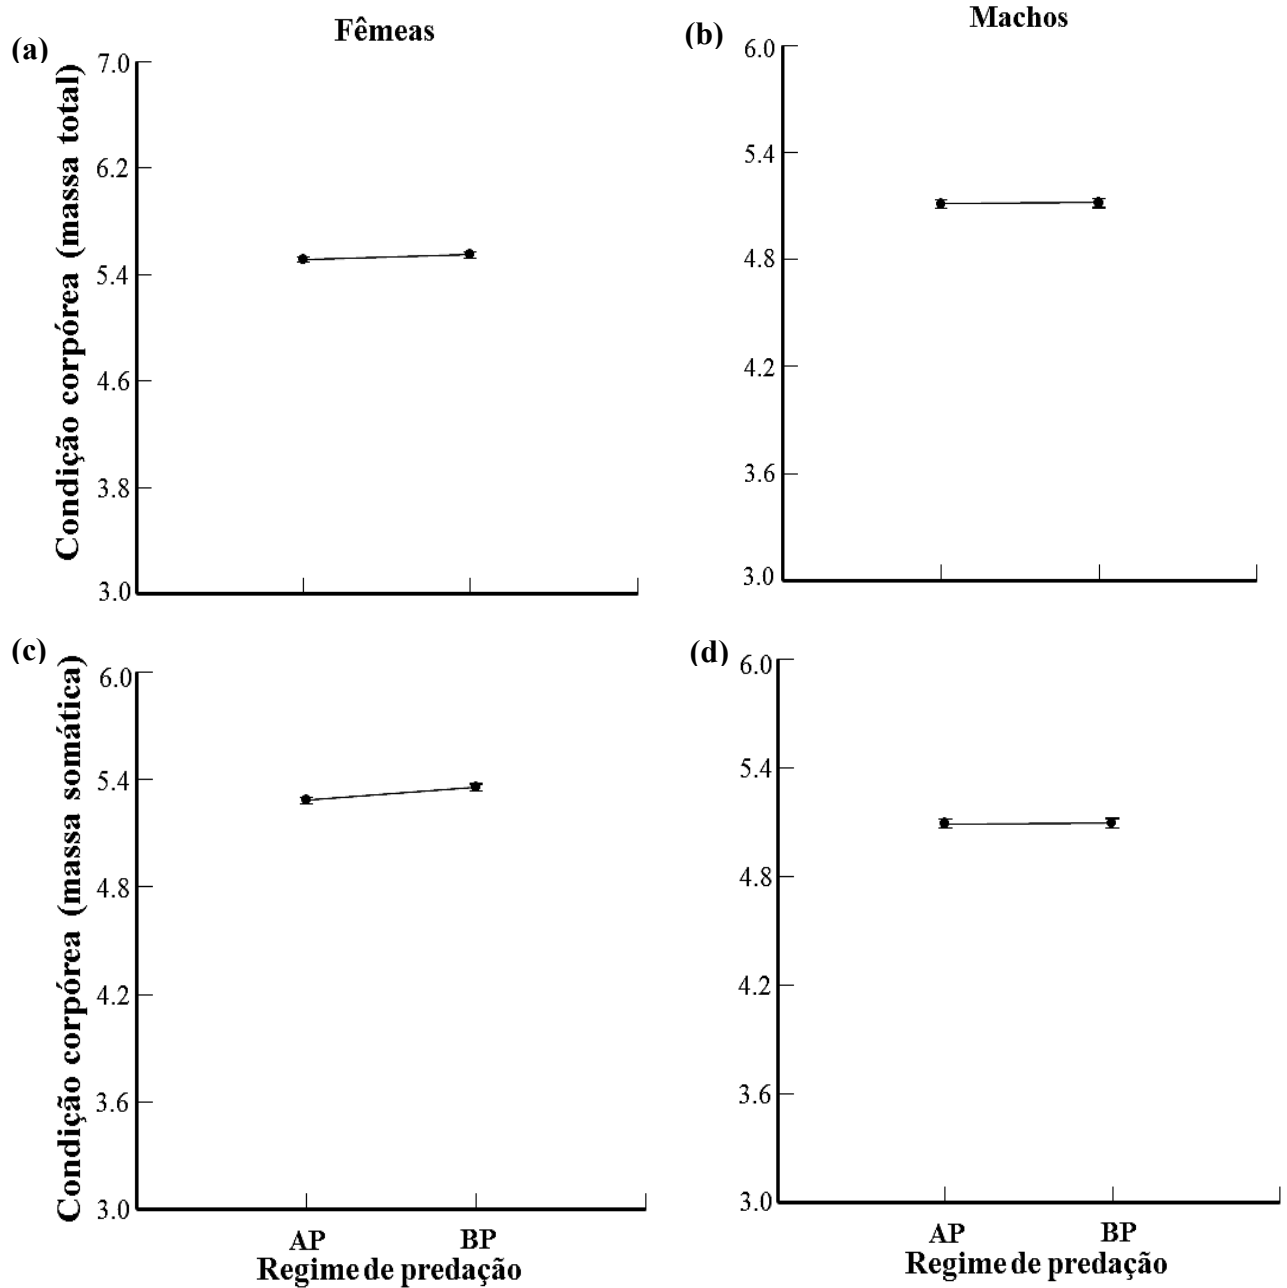 Fêmeas
(a)
Condição corpórea (massa total)
7.0
6.2
5.4
4.6
3.8
3.0
Machos
(b)
6.0
5.4
4.8
4.2
3.6
3.0
(c)
Condição corpórea (massa somática)
6.0
5.4
4.8
4.2
3.6
3.0
AP BP
Regime de predação
(d)
6.0
5.4
4.8
4.2
3.6
3.0
AP BP
Regime de predação